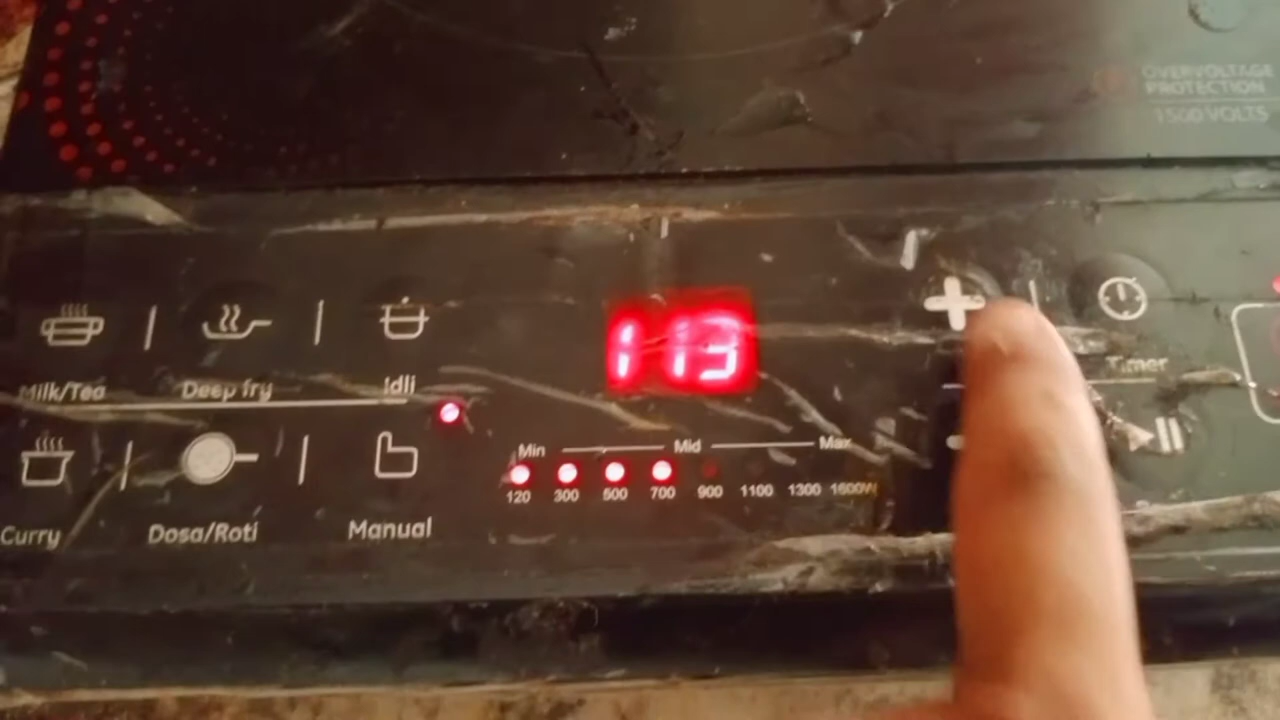 OVERVOLTAGE
PROTECTION
1500 VOLTS
Milk/Tea Deep fry Idli
Timer
Min Mid Max
120 300 500 700 900 1100 1300 1600W
Curry Dosa/Roti Manual